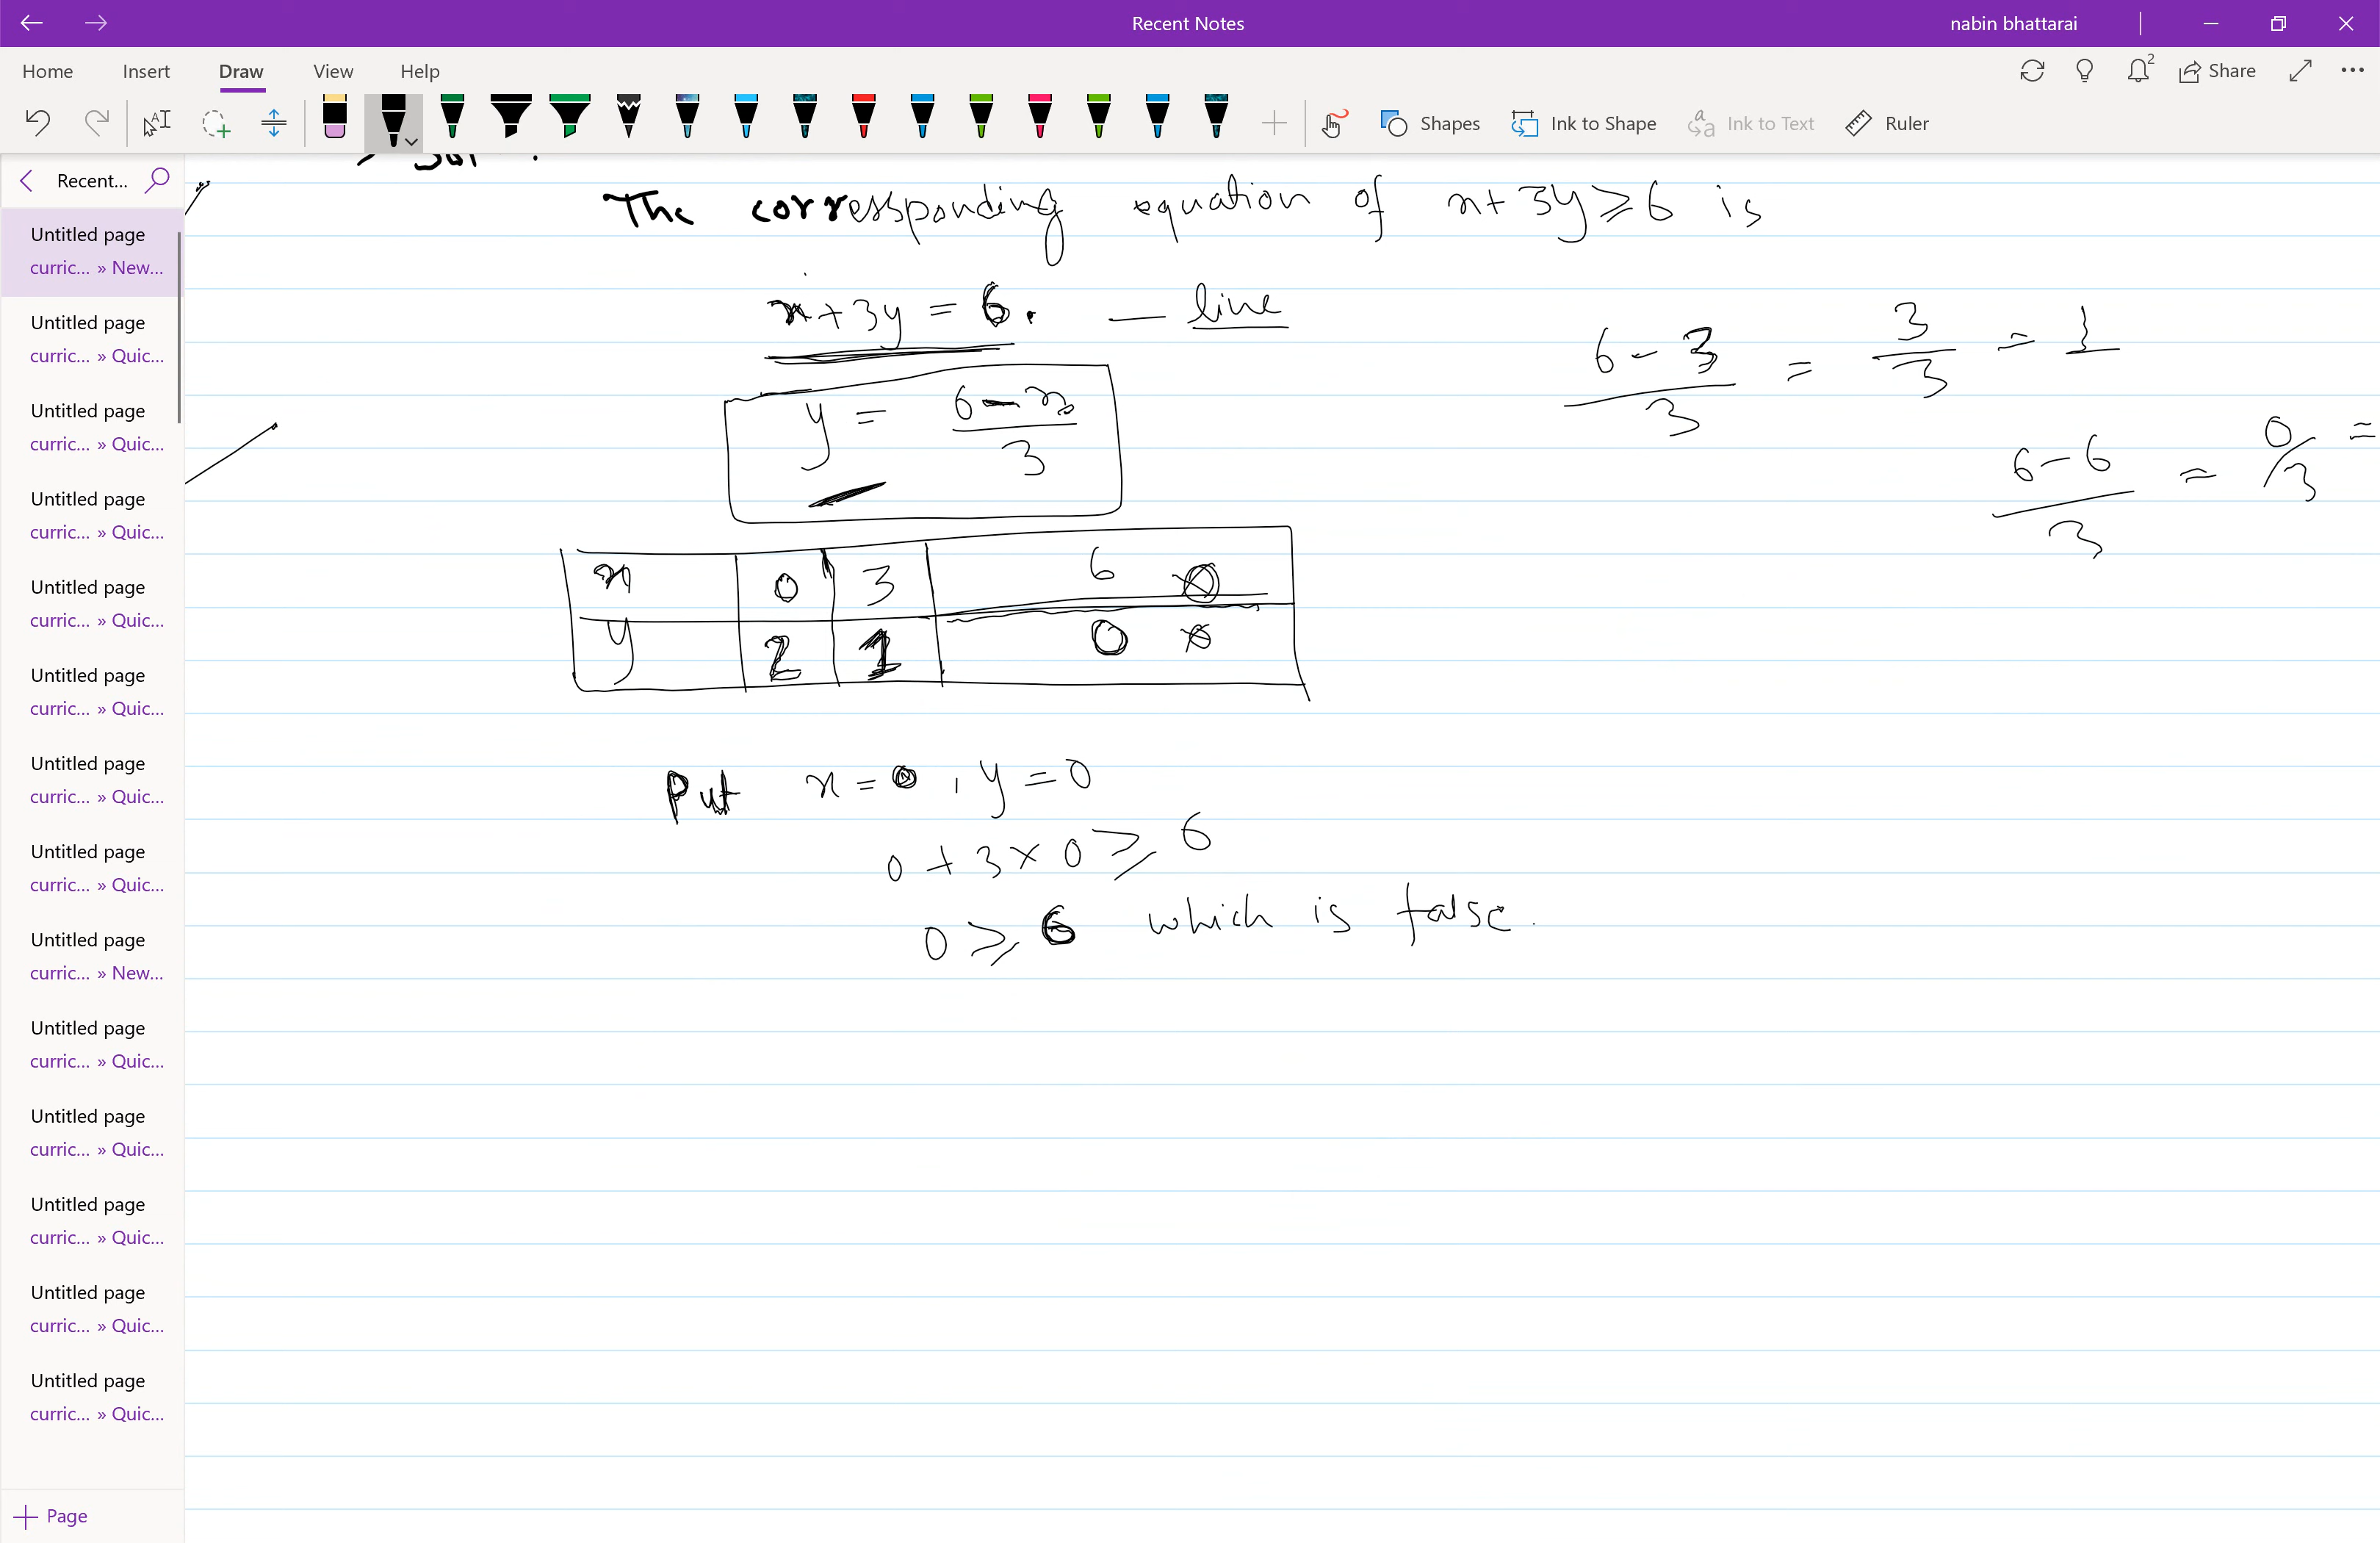 Recent Notes
nabin bhattarai
Home Insert Draw View Help
2 Share
Shapes Ink to Shape Ink to Text Ruler
Recent...
Untitled page
curric... » New...
Untitled page
curric... » Quic...
Untitled page
curric... » Quic...
Untitled page
curric... » Quic...
Untitled page
curric... » Quic...
Untitled page
curric... » Quic...
Untitled page
curric... » Quic...
Untitled page
curric... » Quic...
Untitled page
curric... » New...
Untitled page
curric... » Quic...
Untitled page
curric... » Quic...
Untitled page
curric... » Quic...
Untitled page
curric... » Quic...
Untitled page
curric... » Quic...
Page
The corresponding equation of x+3y ≥ 6 is
x+3y = 6. — line
y = (6-x)/3
(6-3)/3 = 3/3 = 1
(6-6)/3 = 0/3 =
x 0 3 6
y 2 1 0
Put x = 0, y = 0
0 + 3 × 0 ≥ 6
0 ≥ 6 which is false.